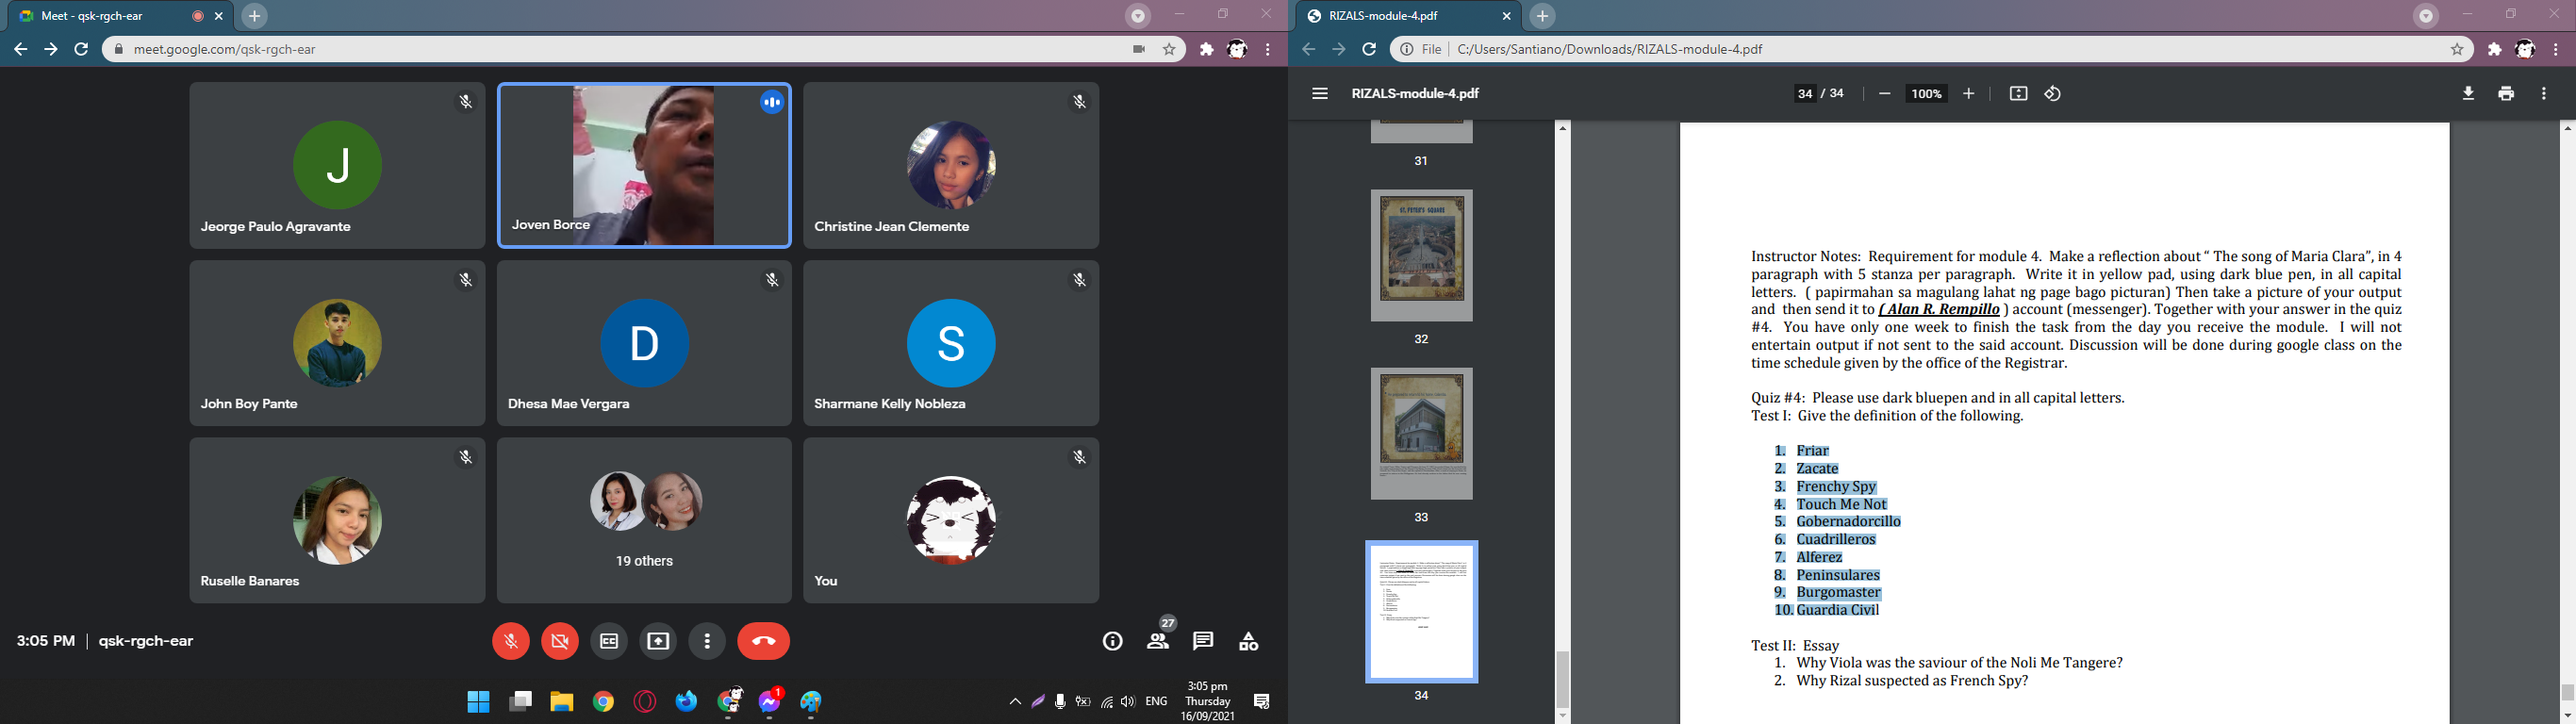 Meet - qsk-rgch-ear
meet.google.com/qsk-rgch-ear
J
Jeorge Paulo Agravante
Joven Borce
Christine Jean Clemente
John Boy Pante
D
Dhesa Mae Vergara
S
Sharmane Kelly Nobleza
Ruselle Banares
19 others
You
3:05 PM | qsk-rgch-ear
CC
27
1
ENG
3:05 pm
Thursday
16/09/2021
RIZALS-module-4.pdf
File | C:/Users/Santiano/Downloads/RIZALS-module-4.pdf
RIZALS-module-4.pdf
34 / 34
100%
31
ST. PETER'S SQUARE
32
33
34
Instructor Notes: Requirement for module 4. Make a reflection about “ The song of Maria Clara”, in 4
paragraph with 5 stanza per paragraph. Write it in yellow pad, using dark blue pen, in all capital
letters. ( papirmahan sa magulang lahat ng page bago picturan) Then take a picture of your output
and then send it to ( Alan R. Rempillo ) account (messenger). Together with your answer in the quiz
#4. You have only one week to finish the task from the day you receive the module. I will not
entertain output if not sent to the said account. Discussion will be done during google class on the
time schedule given by the office of the Registrar.
Quiz #4: Please use dark bluepen and in all capital letters.
Test I: Give the definition of the following.
1. Friar
2. Zacate
3. Frenchy Spy
4. Touch Me Not
5. Gobernadorcillo
6. Cuadrilleros
7. Alferez
8. Peninsulares
9. Burgomaster
10. Guardia Civil
Test II: Essay
1. Why Viola was the saviour of the Noli Me Tangere?
2. Why Rizal suspected as French Spy?